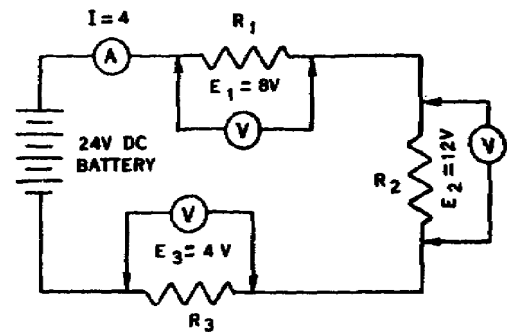 I = 4
R1
A
E1 = 8V
V
24V DC
BATTERY
R2
E2 = 12V
V
V
E3 = 4 V
R3